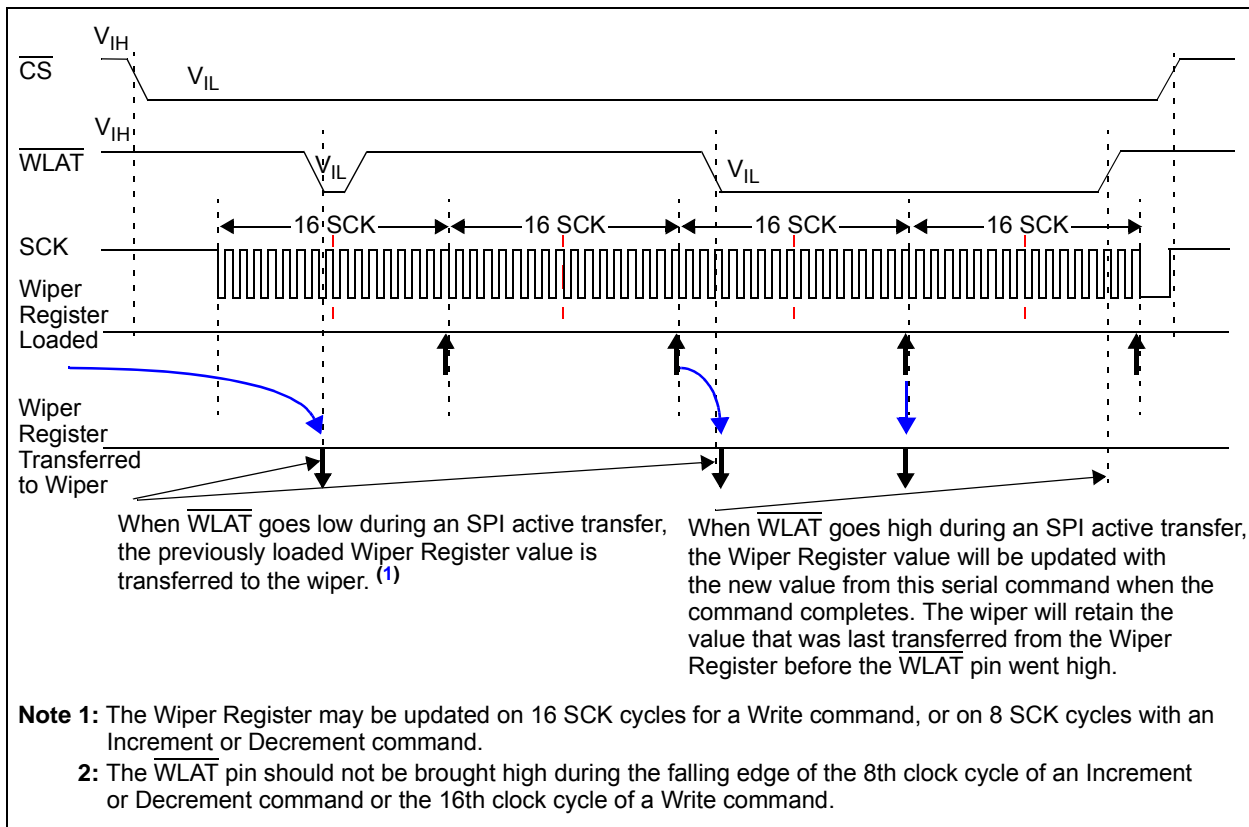 VIH
CS
VIL
VIH
WLAT
VIL
VIL
16 SCK 16 SCK 16 SCK 16 SCK
SCK
Wiper
Register
Loaded
Wiper
Register
Transferred
to Wiper
When WLAT goes low during an SPI active transfer,
the previously loaded Wiper Register value is
transferred to the wiper. (1)
When WLAT goes high during an SPI active transfer,
the Wiper Register value will be updated with
the new value from this serial command when the
command completes. The wiper will retain the
value that was last transferred from the Wiper
Register before the WLAT pin went high.
Note 1: The Wiper Register may be updated on 16 SCK cycles for a Write command, or on 8 SCK cycles with an
Increment or Decrement command.
2: The WLAT pin should not be brought high during the falling edge of the 8th clock cycle of an Increment
or Decrement command or the 16th clock cycle of a Write command.